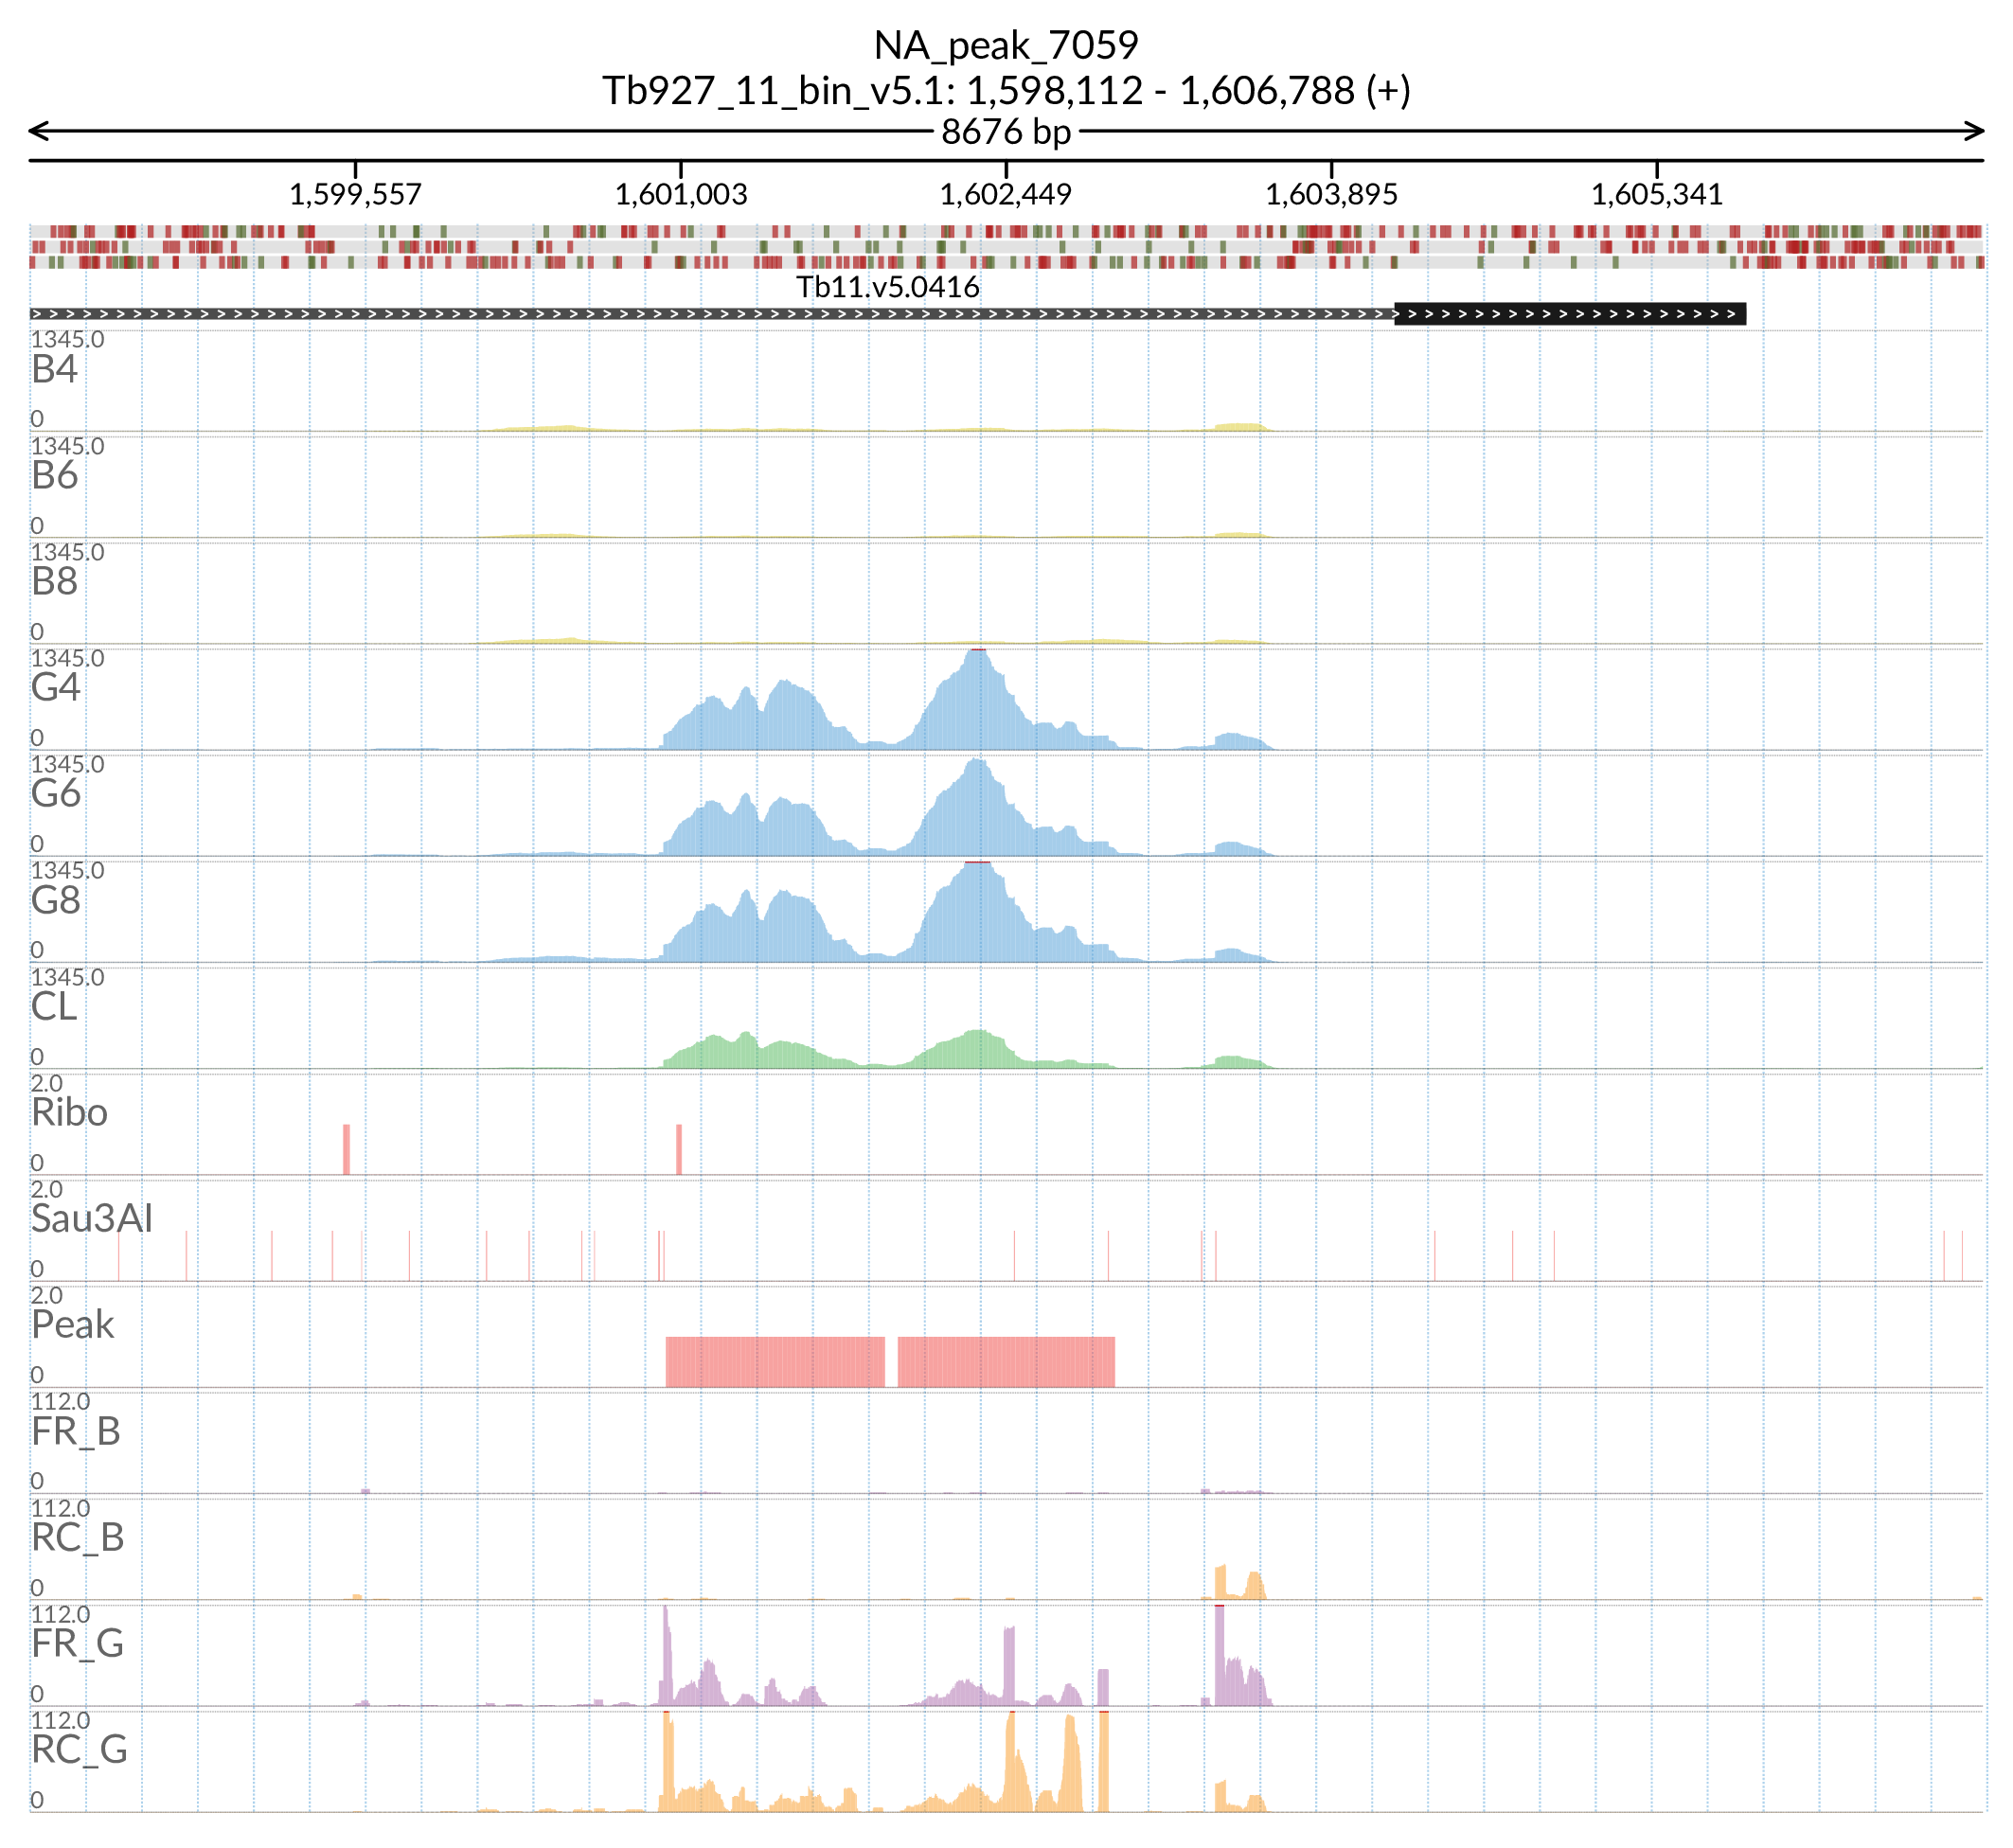 NA_peak_7059
Tb927_11_bin_v5.1: 1,598,112 - 1,606,788 (+)
8676 bp
1,599,557 1,601,003 1,602,449 1,603,895 1,605,341
Tb11.v5.0416
1345.0
B4
0
1345.0
B6
0
1345.0
B8
0
1345.0
G4
0
1345.0
G6
0
1345.0
G8
0
1345.0
CL
0
2.0
Ribo
0
2.0
Sau3AI
0
2.0
Peak
0
112.0
FR_B
0
112.0
RC_B
0
112.0
FR_G
0
112.0
RC_G
0